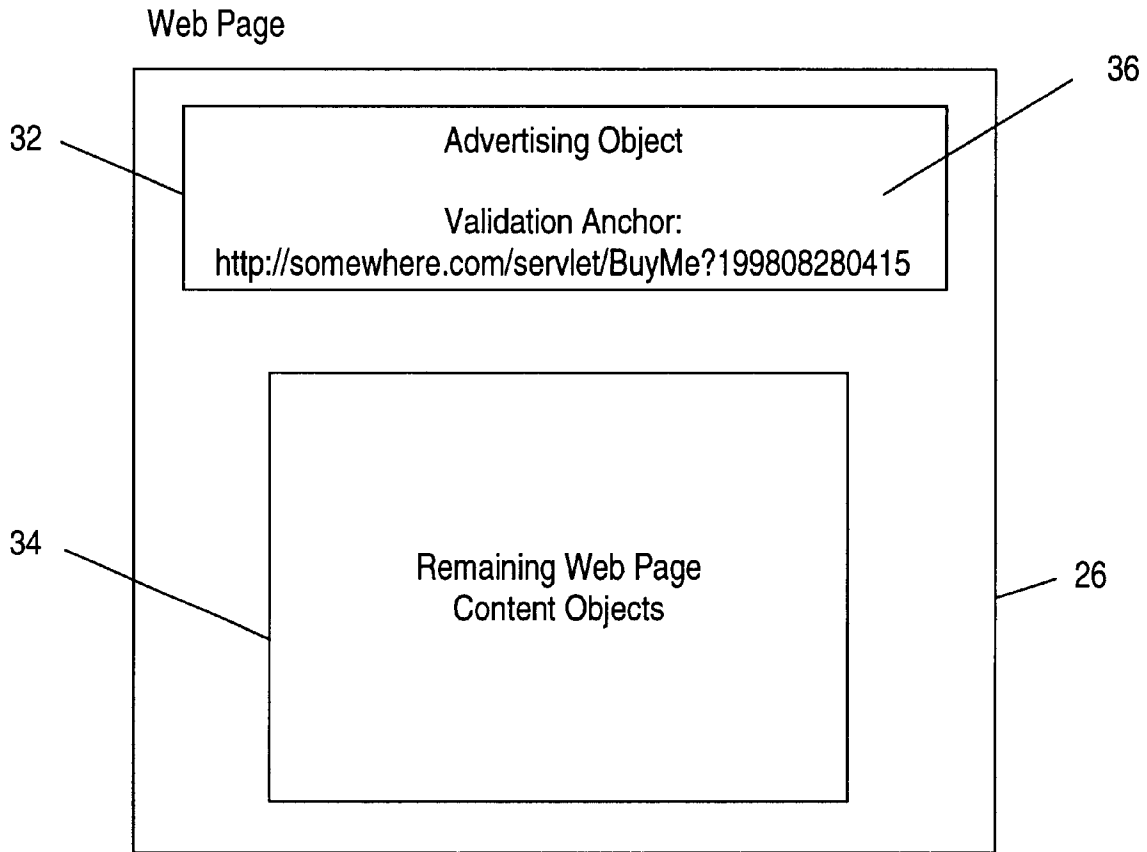 Web Page
36
32
Advertising Object
Validation Anchor:
http://somewhere.com/servlet/BuyMe?199808280415
34
Remaining Web Page
Content Objects
26